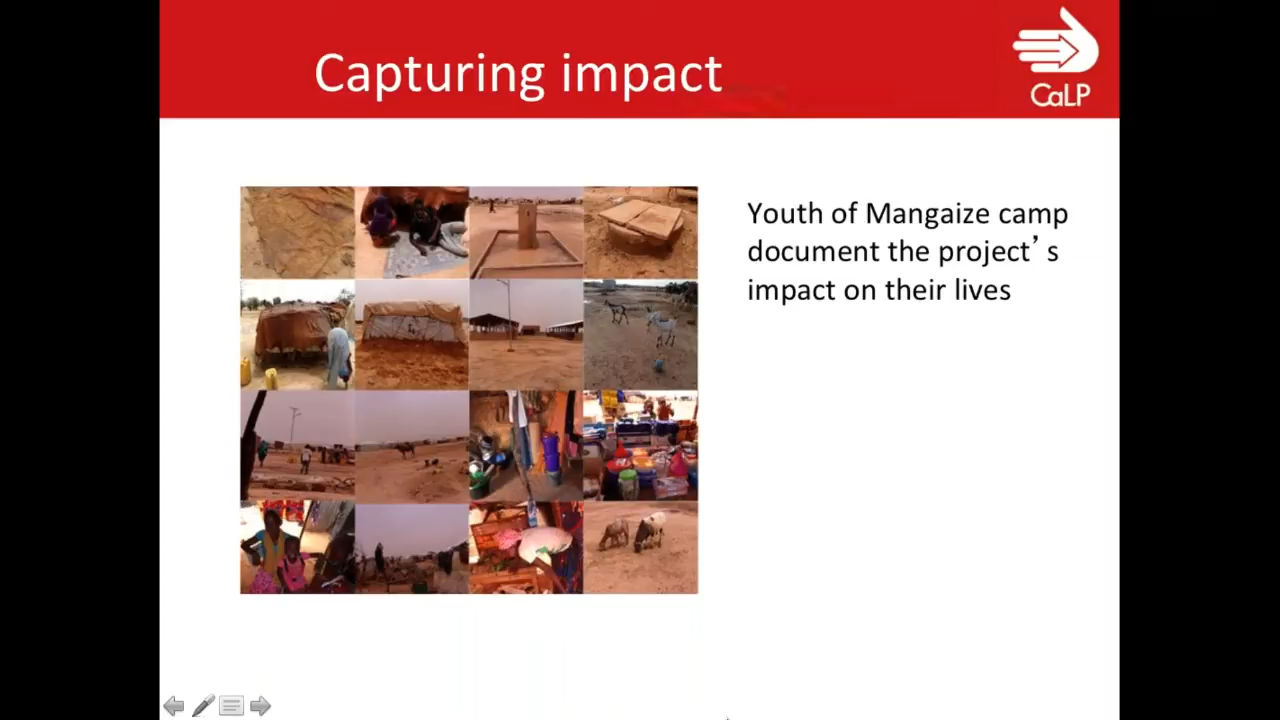 Capturing impact
CaLP
Youth of Mangaize camp
document the project’s
impact on their lives